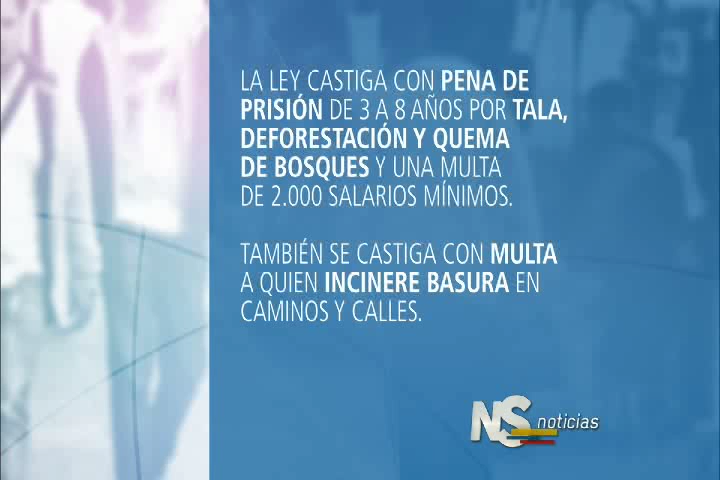 LA LEY CASTIGA CON PENA DE
PRISIÓN DE 3 A 8 AÑOS POR TALA,
DEFORESTACIÓN Y QUEMA
DE BOSQUES Y UNA MULTA
DE 2.000 SALARIOS MÍNIMOS.
TAMBIÉN SE CASTIGA CON MULTA
A QUIEN INCINERE BASURA EN
CAMINOS Y CALLES.
NS noticias